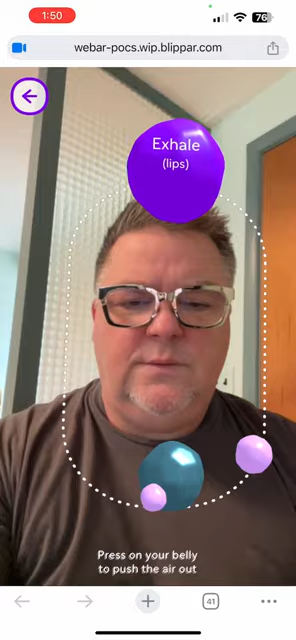 1:50
76
webar-pocs.wip.blippar.com
Exhale
(lips)
Press on your belly
to push the air out
41